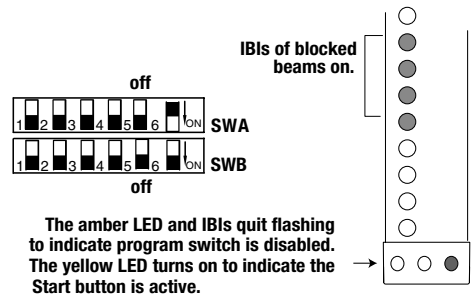 IBIs of blocked
beams on.
off
1 2 3 4 5 6 ON SWA
1 2 3 4 5 6 ON SWB
off
The amber LED and IBIs quit flashing
to indicate program switch is disabled.
The yellow LED turns on to indicate the
Start button is active.